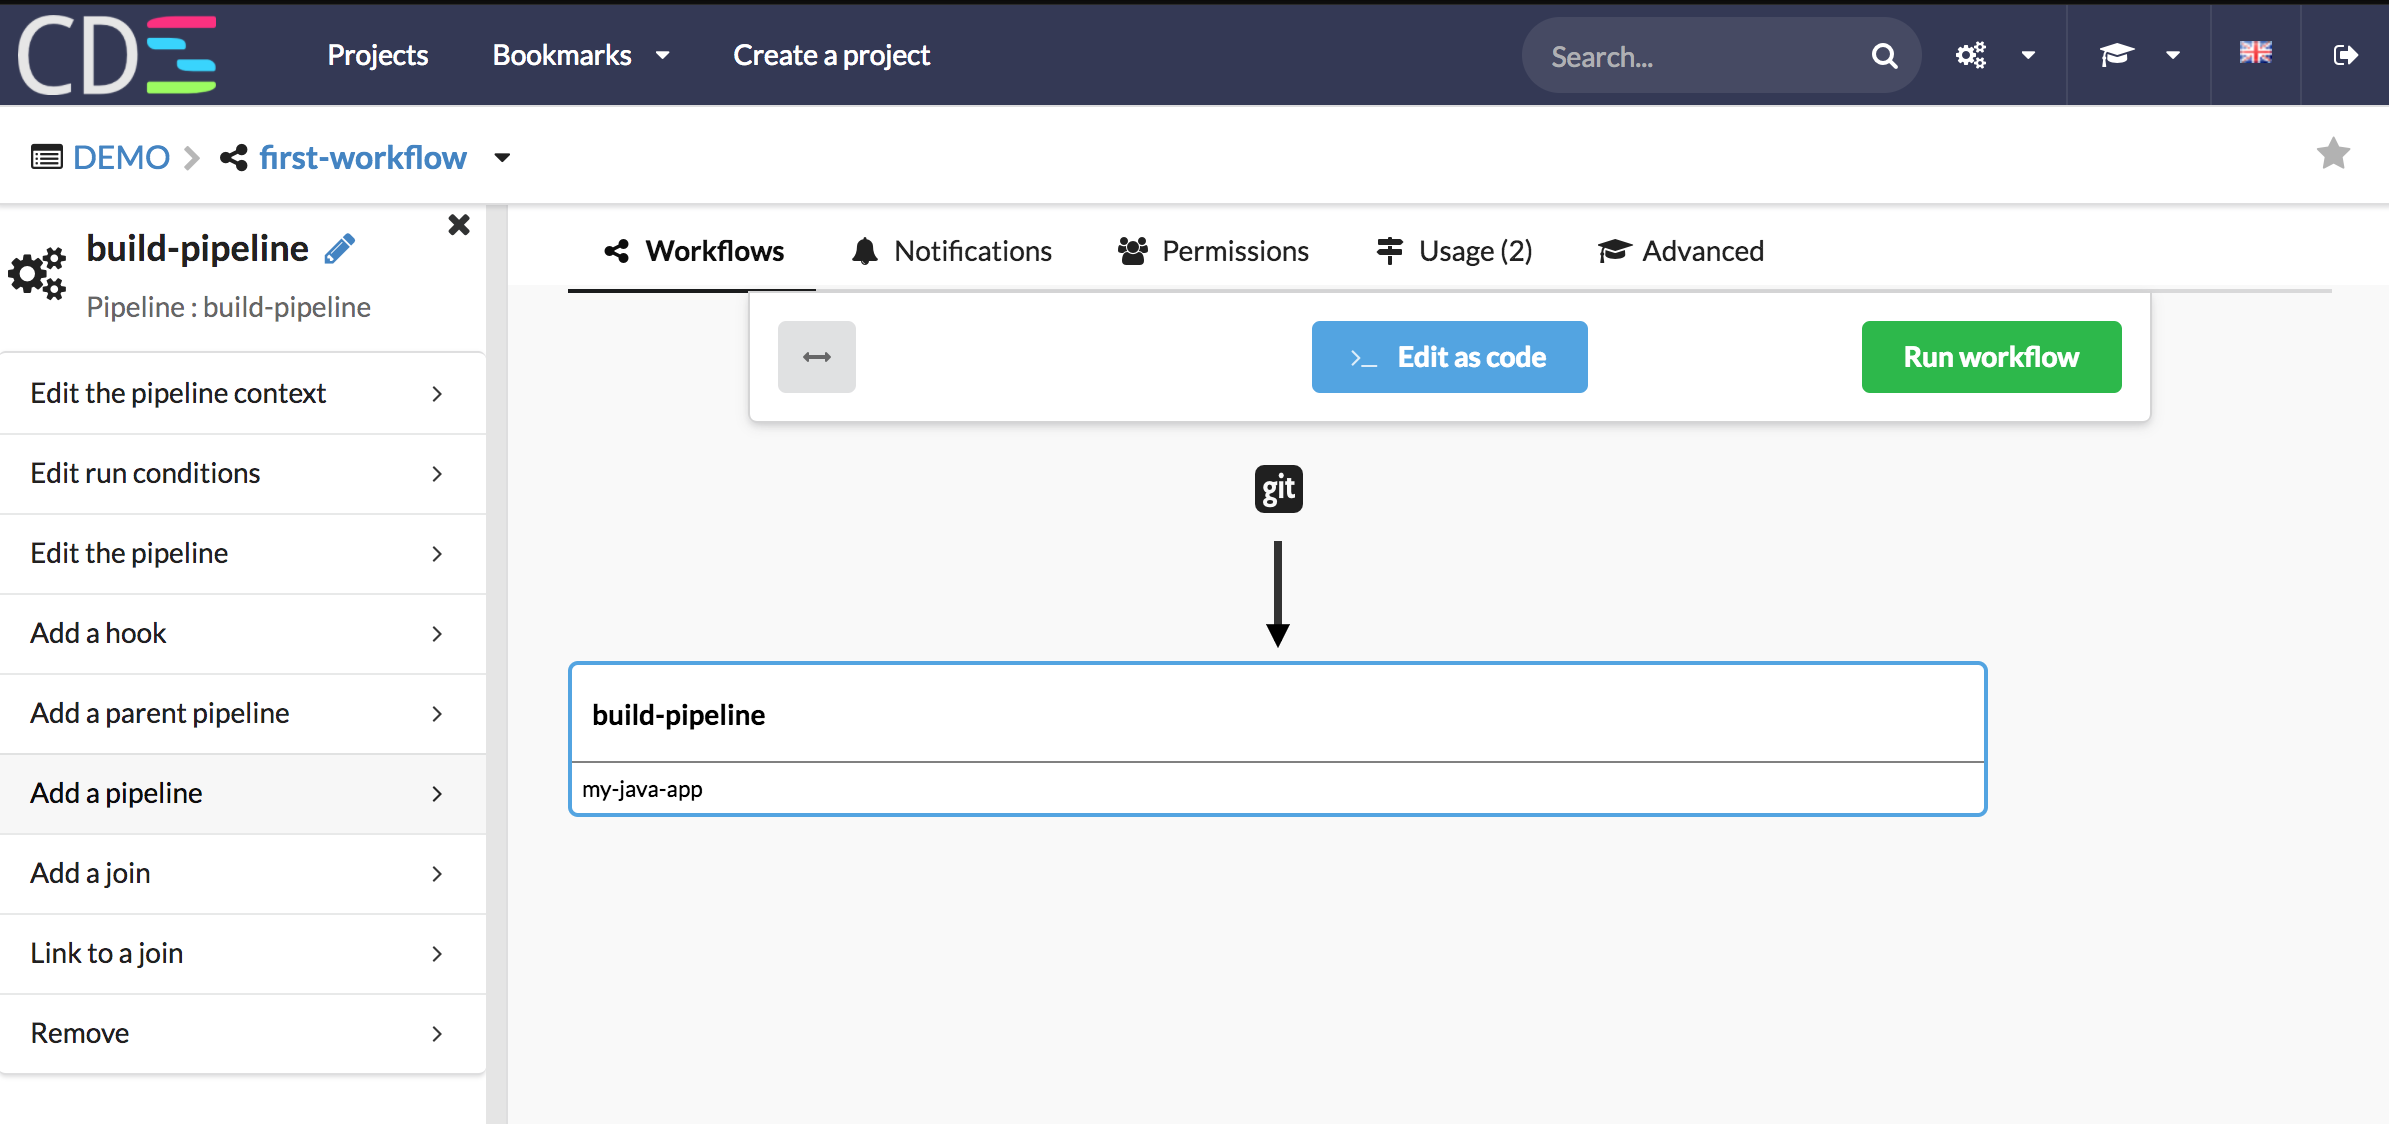 CDE
Projects
Bookmarks
Create a project
Search...
DEMO
first-workflow
build-pipeline
Pipeline : build-pipeline
Edit the pipeline context
Edit run conditions
Edit the pipeline
Add a hook
Add a parent pipeline
Add a pipeline
Add a join
Link to a join
Remove
Workflows
Notifications
Permissions
Usage (2)
Advanced
>_ Edit as code
Run workflow
git
build-pipeline
my-java-app